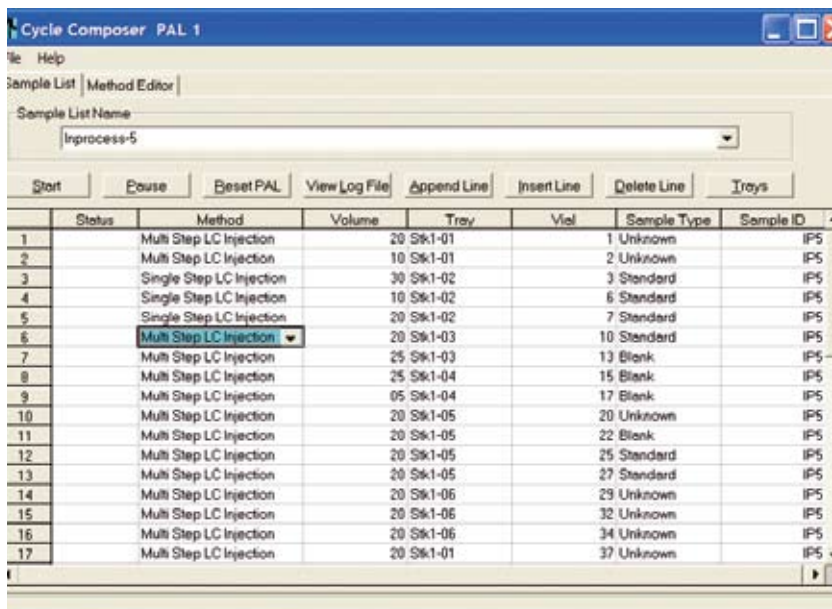 Cycle Composer PAL 1
File Help
Sample List Method Editor
Sample List Name
Inprocess-5
Start Pause Reset PAL View Log File Append Line Insert Line Delete Line Trays
Status Method Volume Tray Vial Sample Type Sample ID
1 Multi Step LC Injection 20 Stk1-01 1 Unknown IP5
2 Multi Step LC Injection 10 Stk1-01 2 Unknown IP5
3 Single Step LC Injection 30 Stk1-02 3 Standard IP5
4 Single Step LC Injection 10 Stk1-02 6 Standard IP5
5 Single Step LC Injection 20 Stk1-02 7 Standard IP5
6 Multi Step LC Injection 20 Stk1-03 10 Standard IP5
7 Multi Step LC Injection 25 Stk1-03 13 Blank IP5
8 Multi Step LC Injection 25 Stk1-04 15 Blank IP5
9 Multi Step LC Injection 05 Stk1-04 17 Blank IP5
10 Multi Step LC Injection 20 Stk1-05 20 Unknown IP5
11 Multi Step LC Injection 20 Stk1-05 22 Blank IP5
12 Multi Step LC Injection 20 Stk1-05 25 Standard IP5
13 Multi Step LC Injection 20 Stk1-05 27 Standard IP5
14 Multi Step LC Injection 20 Stk1-06 29 Unknown IP5
15 Multi Step LC Injection 20 Stk1-06 32 Unknown IP5
16 Multi Step LC Injection 20 Stk1-06 34 Unknown IP5
17 Multi Step LC Injection 20 Stk1-01 37 Unknown IP5